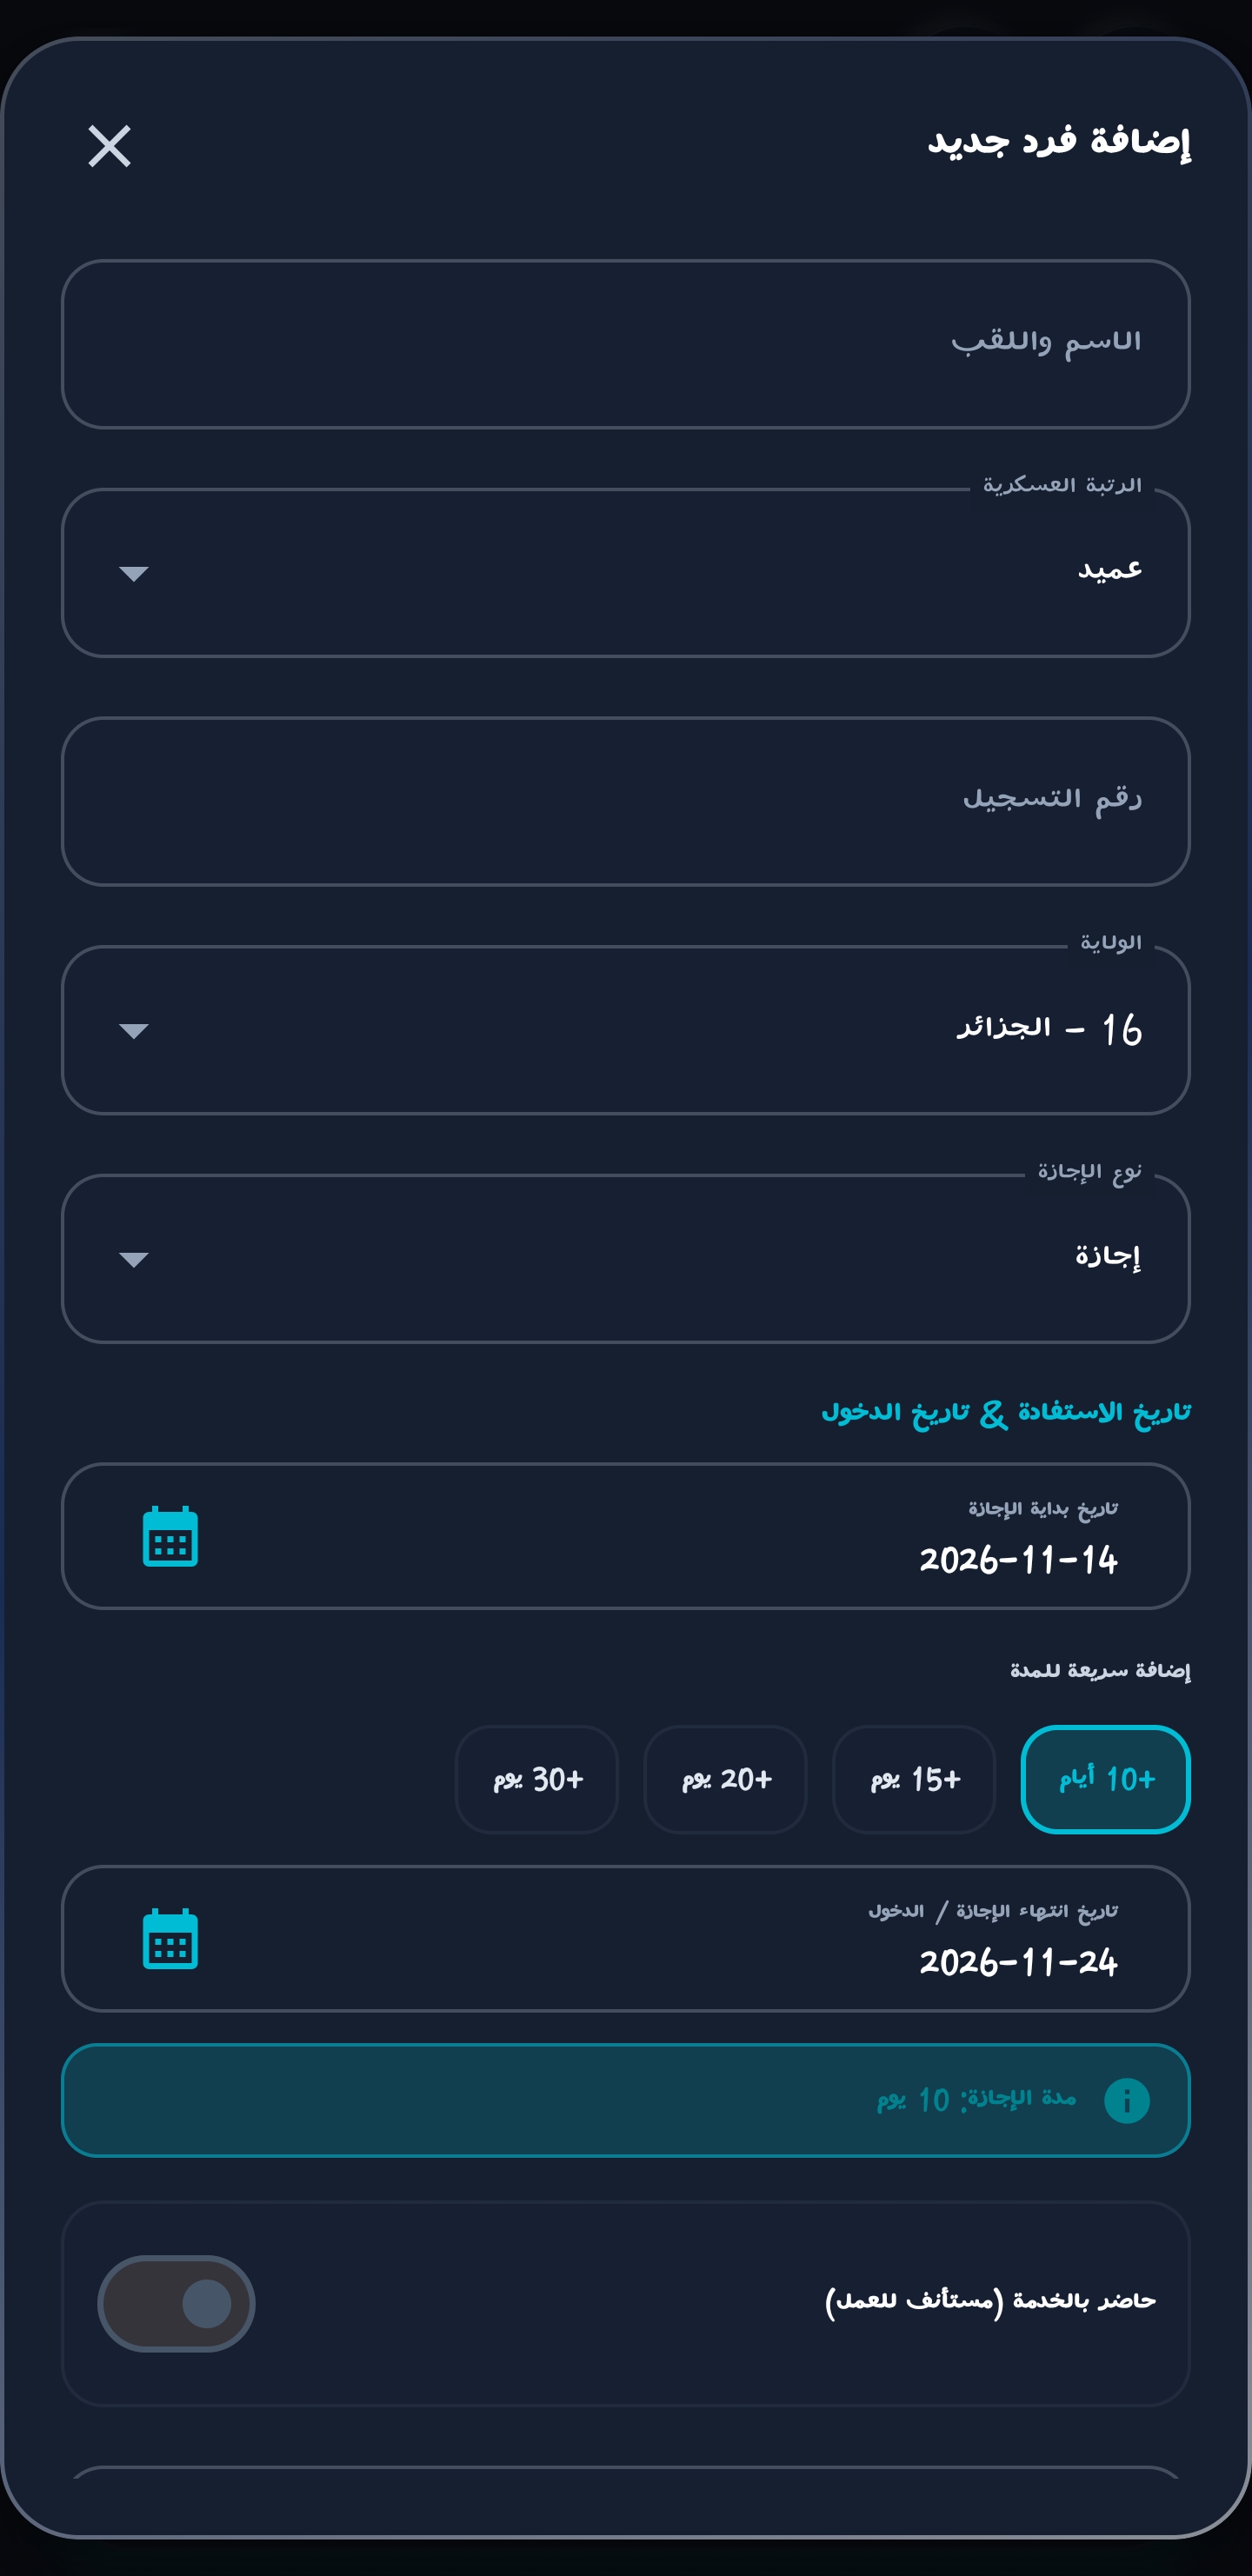 إضافة فرد جديد
الاسم واللقب
الرتبة العسكرية
عميد
رقم التسجيل
الولاية
16 - الجزائر
نوع الإجازة
إجازة
تاريخ الاستفادة & تاريخ الدخول
تاريخ بداية الإجازة
2026-11-14
إضافة سريعة للمدة
+10 أيام
+15 يوم
+20 يوم
+30 يوم
تاريخ انتهاء الإجازة / الدخول
2026-11-24
مدة الإجازة: 10 يوم
حاضر بالخدمة (مستأنف للعمل)